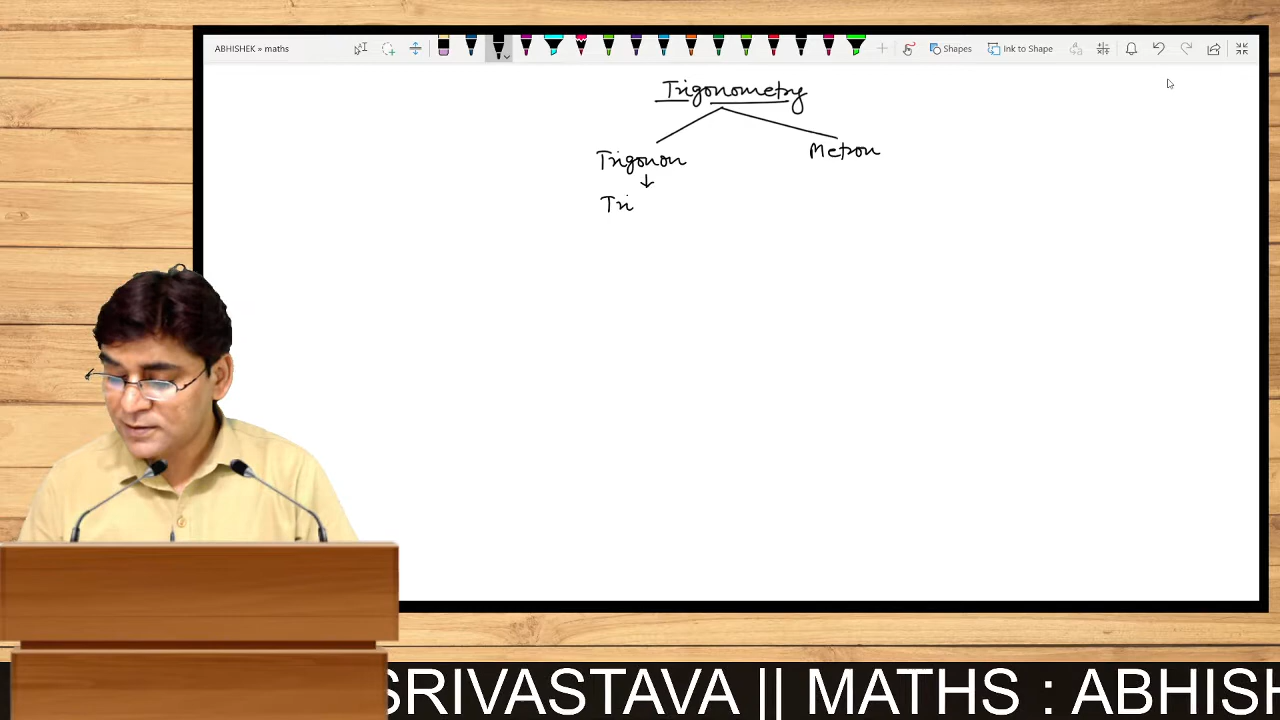 ABHISHEK » maths
Shapes
Ink to Shape
Trigonometry
Trigonon
Metron
Tri
SRIVASTAVA || MATHS : ABHISH